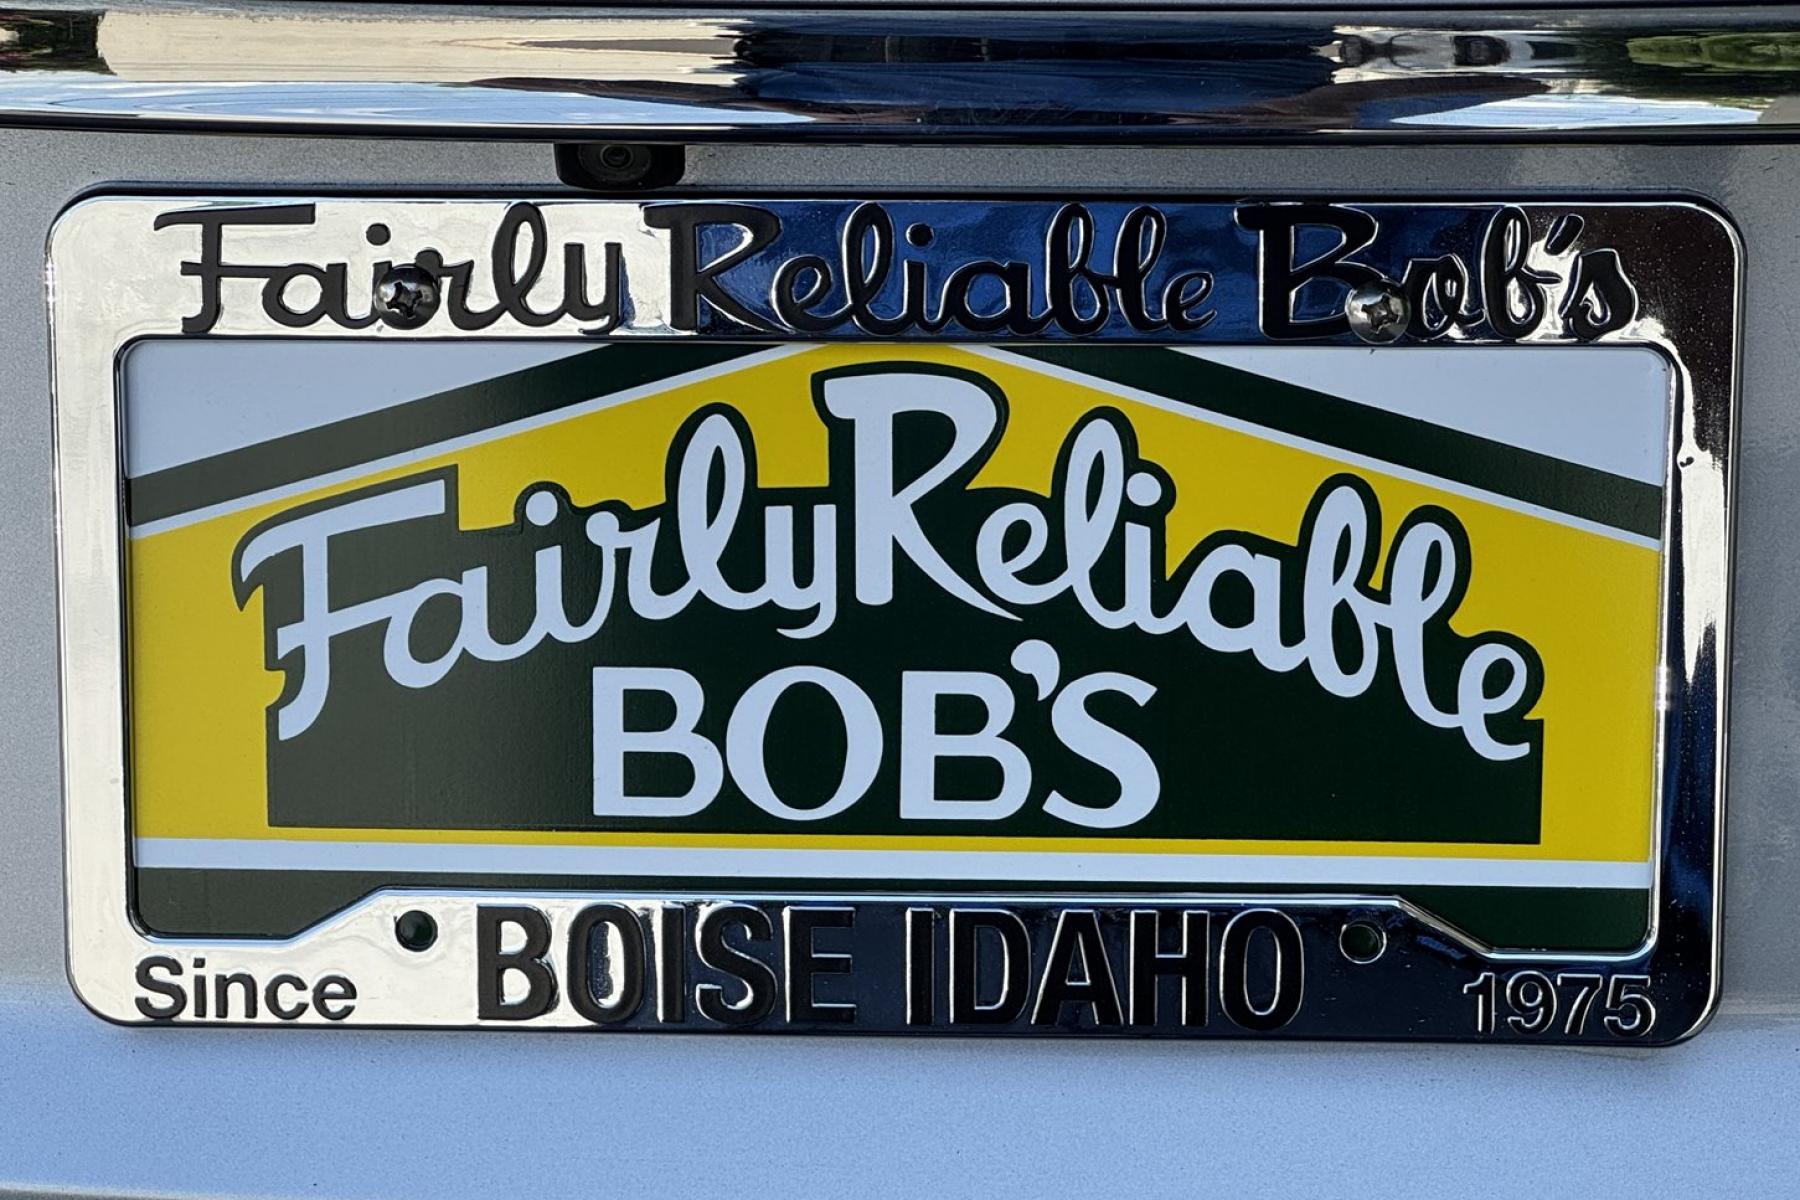 Fairly Reliable Bob's
Fairly Reliable
BOB'S
Since BOISE IDAHO 1975